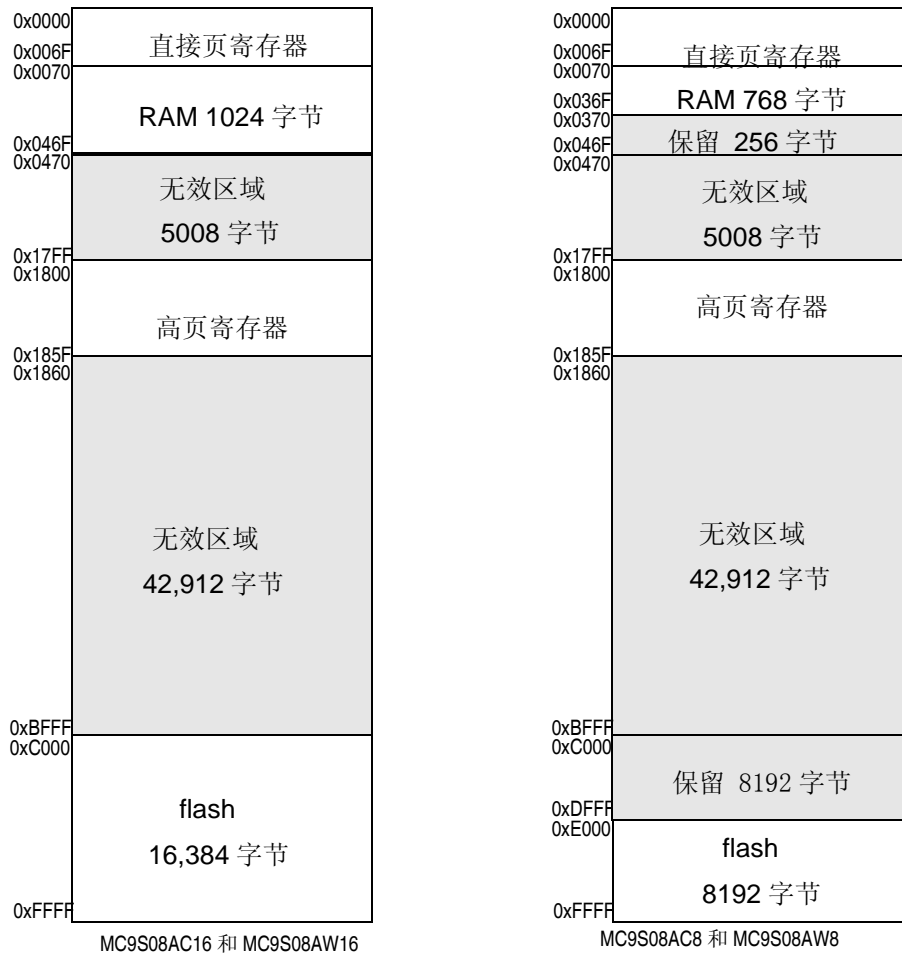 0x0000
直接页寄存器
0x006F
0x0070
RAM 1024 字节
0x046F
0x0470
无效区域
5008 字节
0x17FF
0x1800
高页寄存器
0x185F
0x1860
无效区域
42,912 字节
0xBFFF
0xC000
flash
16,384 字节
0xFFFF
MC9S08AC16 和 MC9S08AW16
0x0000
0x006F
直接页寄存器
0x0070
RAM 768 字节
0x036F
0x0370
保留 256 字节
0x046F
0x0470
无效区域
5008 字节
0x17FF
0x1800
高页寄存器
0x185F
0x1860
无效区域
42,912 字节
0xBFFF
0xC000
保留 8192 字节
0xDFFF
0xE000
flash
8192 字节
0xFFFF
MC9S08AC8 和 MC9S08AW8